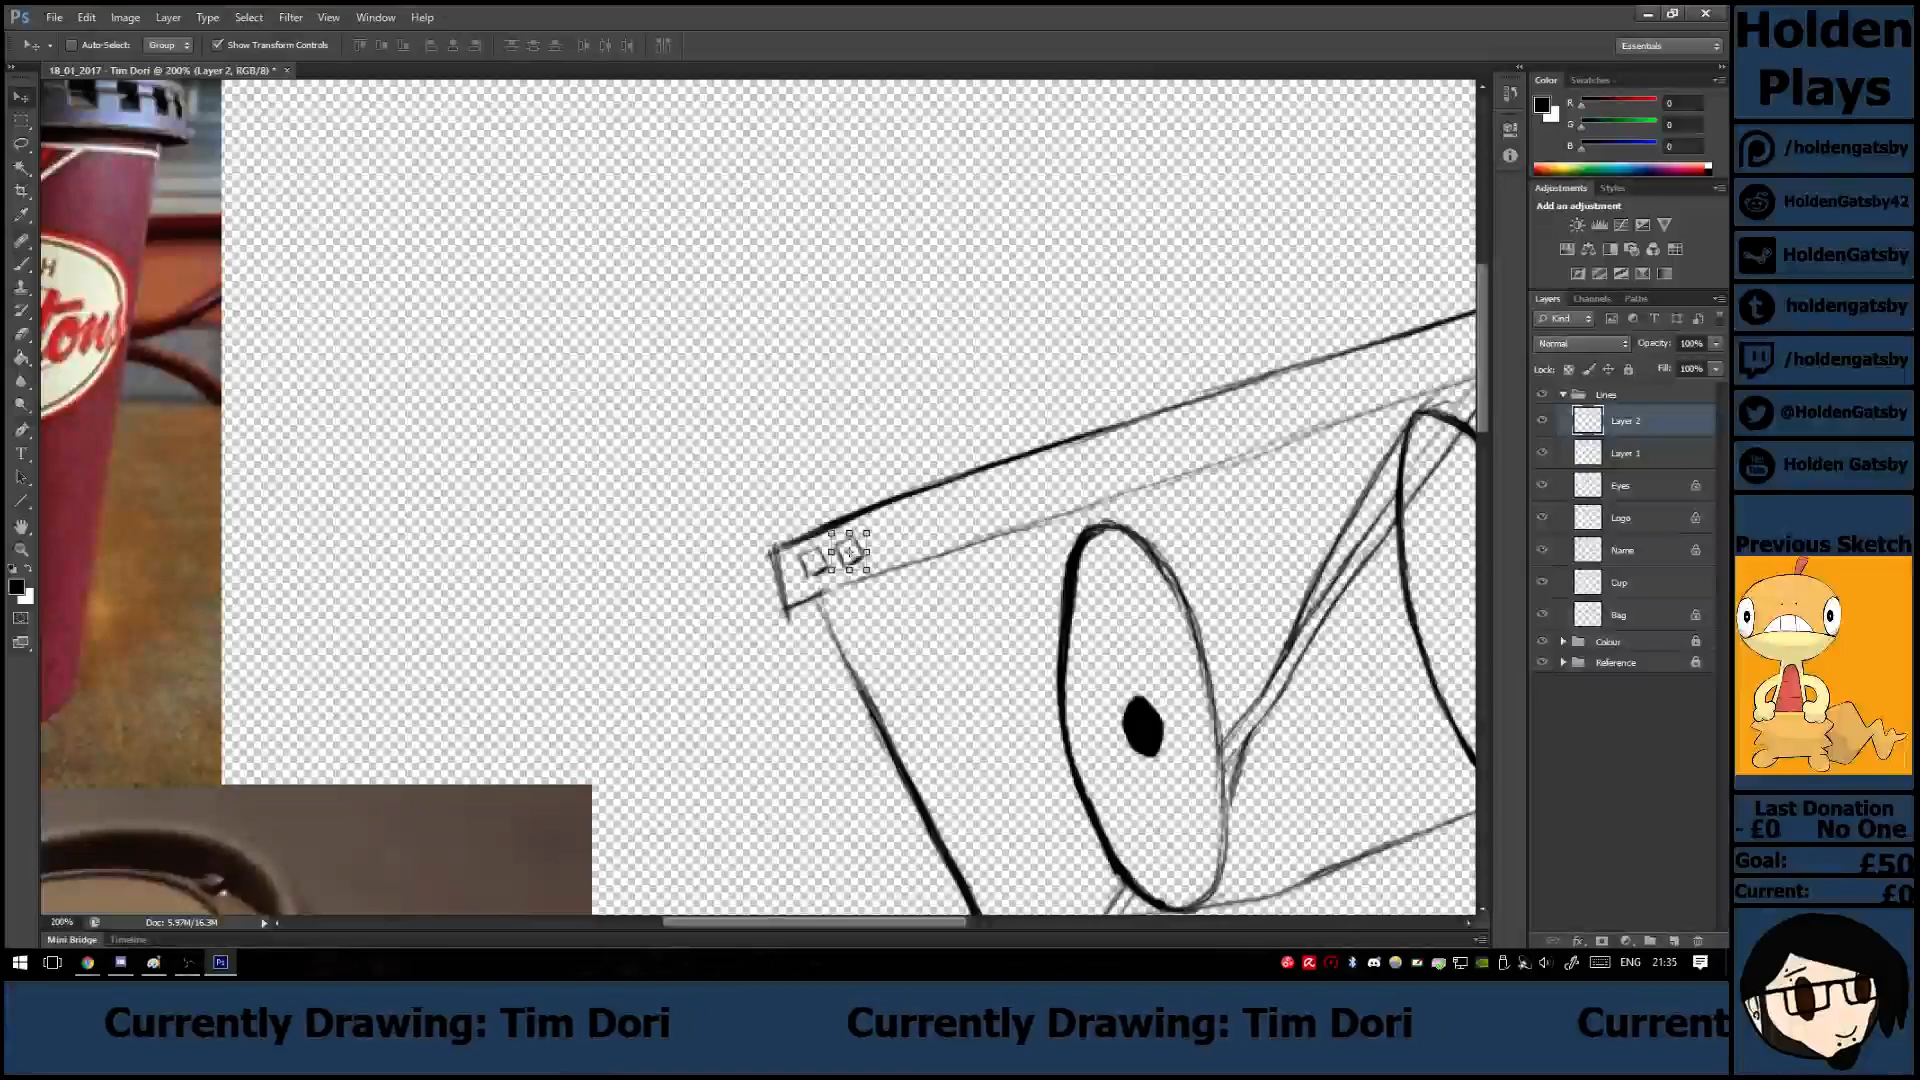 Ps File Edit Image Layer Type Select Filter View Window Help
Auto-Select: Group Show Transform Controls Essentials
18_01_2017 - Tim Dori @ 200% (Layer 2, RGB/8) * ×
H
tons
Color Swatches
R 0
G 0
B 0
Adjustments Styles
Add an adjustment
Layers Channels Paths
Kind
Normal Opacity: 100%
Lock: Fill: 100%
Lines
Layer 2
Layer 1
Eyes
Logo
Name
Cup
Bag
Colour
Reference
200% Doc: 5.97M/16.3M
Mini Bridge Timeline
Ps ENG 21:35
Currently Drawing: Tim Dori Currently Drawing: Tim Dori Current
Holden
Plays
/holdengatsby
HoldenGatsby42
HoldenGatsby
holdengatsby
/holdengatsby
@HoldenGatsby
Holden Gatsby
Previous Sketch
Last Donation
- £0 No One
Goal: £50
Current: £0